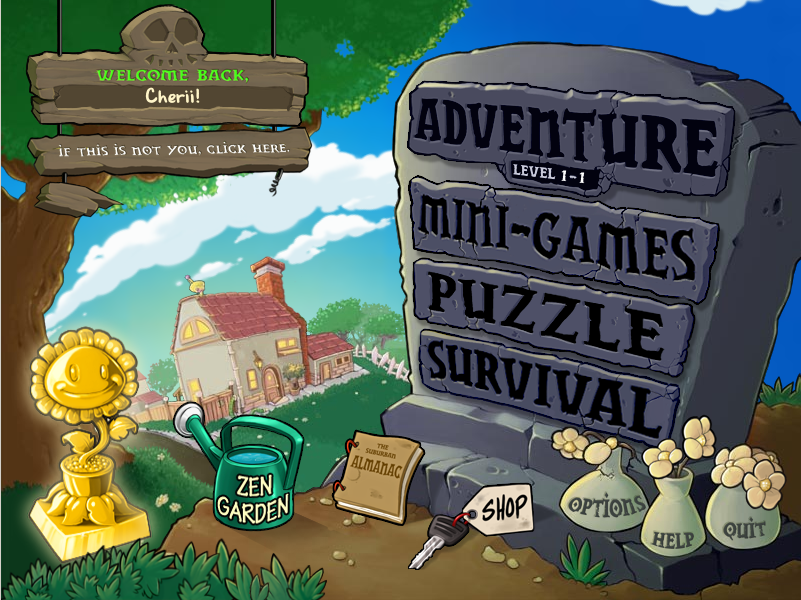 WELCOME BACK,
Cherii!
IF THIS IS NOT YOU, CLICK HERE.
ADVENTURE
LEVEL 1-1
MINI-GAMES
PUZZLE
SURVIVAL
ZEN
GARDEN
THE
SUBURBAN
ALMANAC
SHOP
OPTIONS
HELP
QUIT